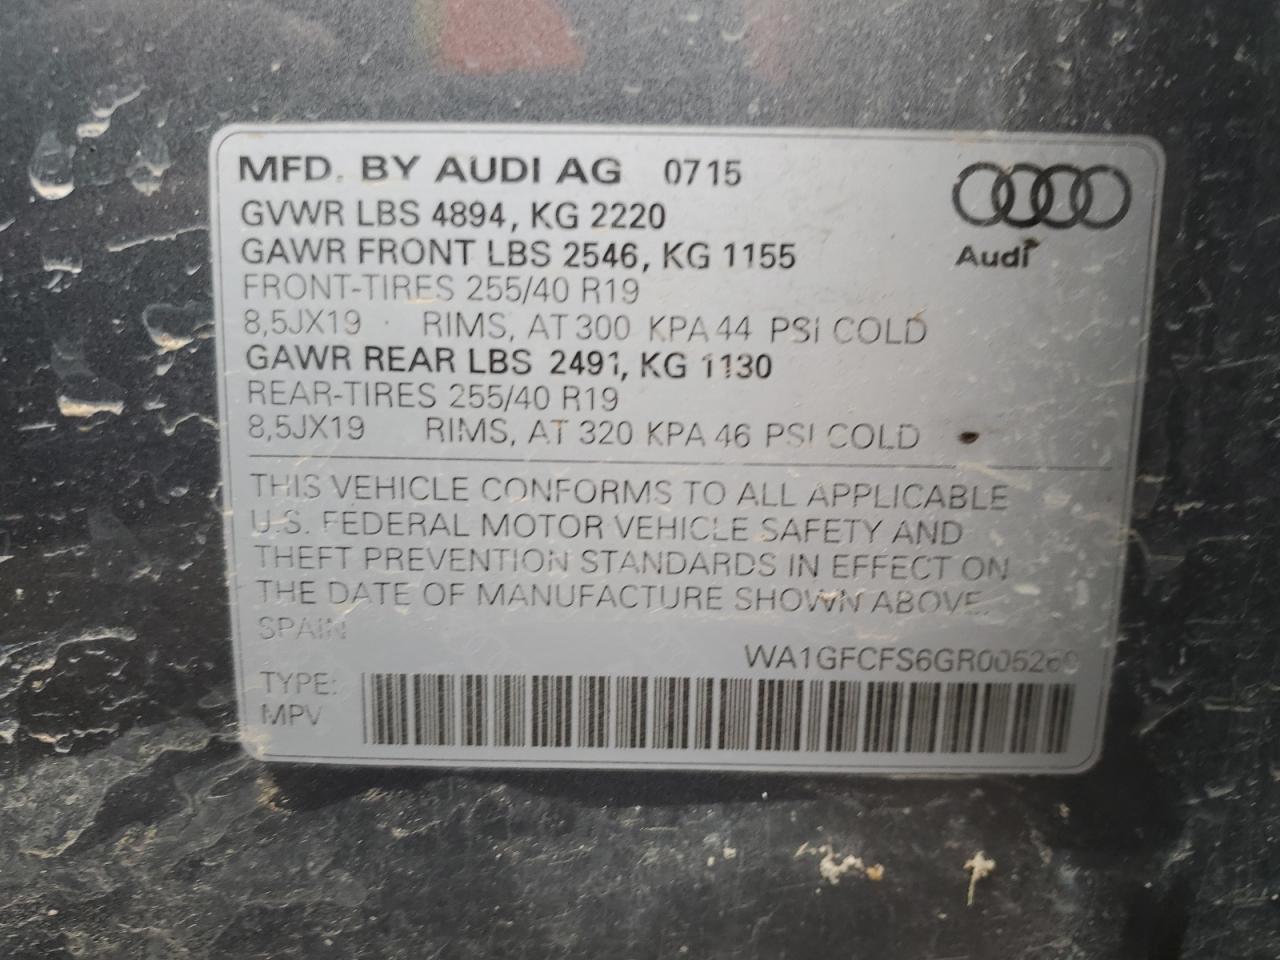 MFD. BY AUDI AG 0715
GVWR LBS 4894, KG 2220
GAWR FRONT LBS 2546, KG 1155
Audi
FRONT-TIRES 255/40 R19
8,5JX19 RIMS, AT 300 KPA 44 PSI COLD
GAWR REAR LBS 2491, KG 1130
REAR-TIRES 255/40 R19
8,5JX19 RIMS, AT 320 KPA 46 PSI COLD
THIS VEHICLE CONFORMS TO ALL APPLICABLE
U.S. FEDERAL MOTOR VEHICLE SAFETY AND
THEFT PREVENTION STANDARDS IN EFFECT ON
THE DATE OF MANUFACTURE SHOWN ABOVE.
SPAIN
WA1GFCFS6GR005260
TYPE:
MPV